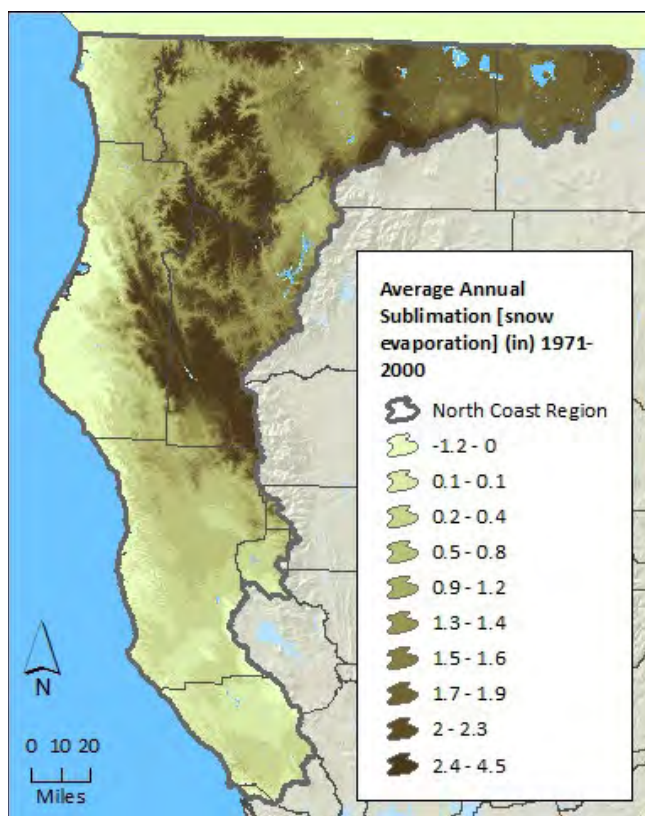 Average Annual
Sublimation [snow
evaporation] (in) 1971-
2000
North Coast Region
-1.2 - 0
0.1 - 0.1
0.2 - 0.4
0.5 - 0.8
0.9 - 1.2
1.3 - 1.4
1.5 - 1.6
1.7 - 1.9
2 - 2.3
2.4 - 4.5
N
0 10 20
Miles